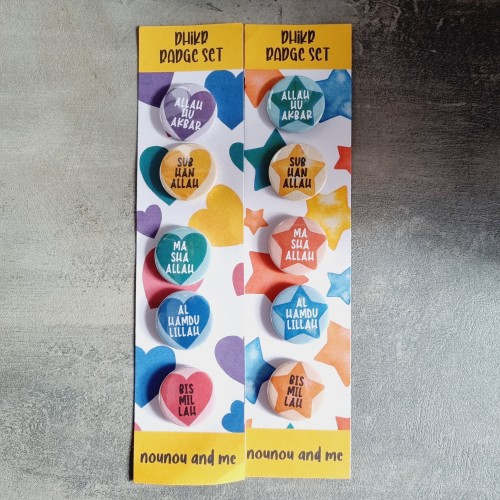 DHIKR
BADGE SET
ALLAH
HU
AKBAR
SUB
HAN
ALLAH
MA
SHA
ALLAH
AL
HAMDU
LILLAH
BIS
MIL
LAH
nounou and me
DHIKR
BADGE SET
ALLAH
HU
AKBAR
SUB
HAN
ALLAH
MA
SHA
ALLAH
AL
HAMDU
LILLAH
BIS
MIL
LAH
nounou and me